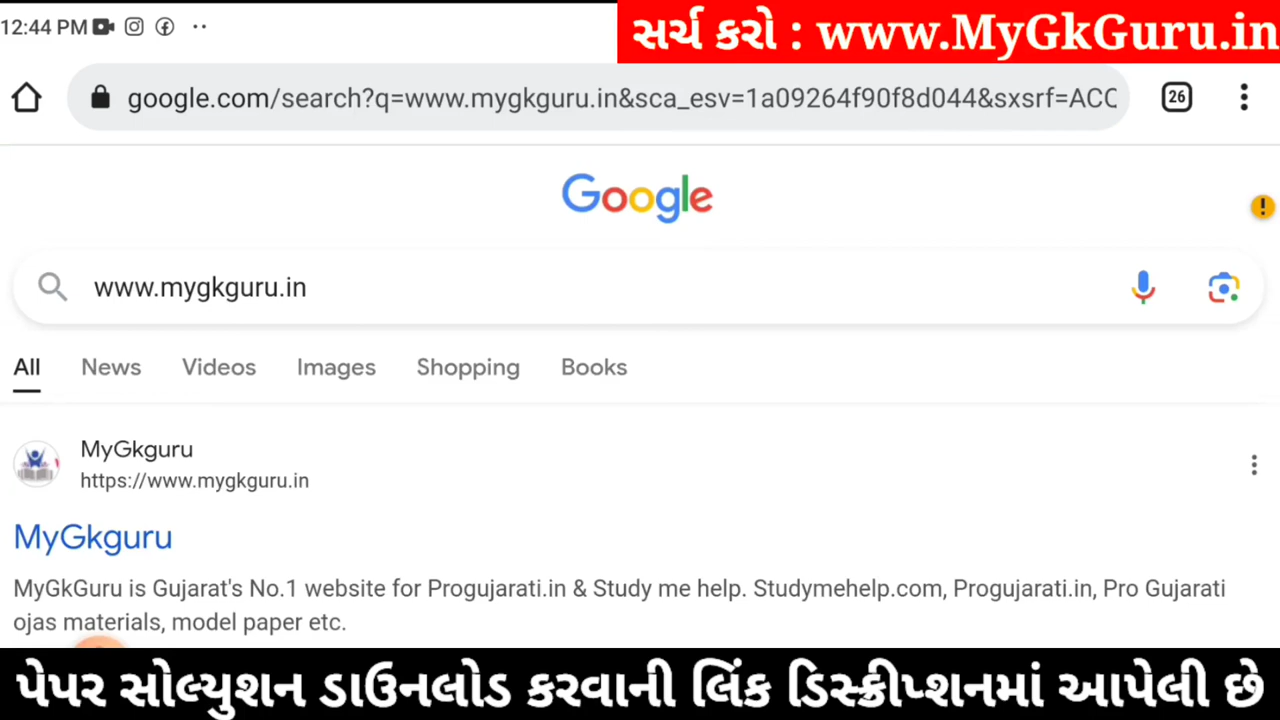 12:44 PM
સર્ચ કરો : www.MyGkGuru.in
google.com/search?q=www.mygkguru.in&sca_esv=1a09264f90f8d044&sxsrf=ACC
26
Google
!
www.mygkguru.in
All News Videos Images Shopping Books
MyGkguru
https://www.mygkguru.in
MyGkguru
MyGkGuru is Gujarat's No.1 website for Progujarati.in & Study me help. Studymehelp.com, Progujarati.in, Pro Gujarati
ojas materials, model paper etc.
પેપર સોલ્યુશન ડાઉનલોડ કરવાની લિંક ડિસ્ક્રીપ્શનમાં આપેલી છે